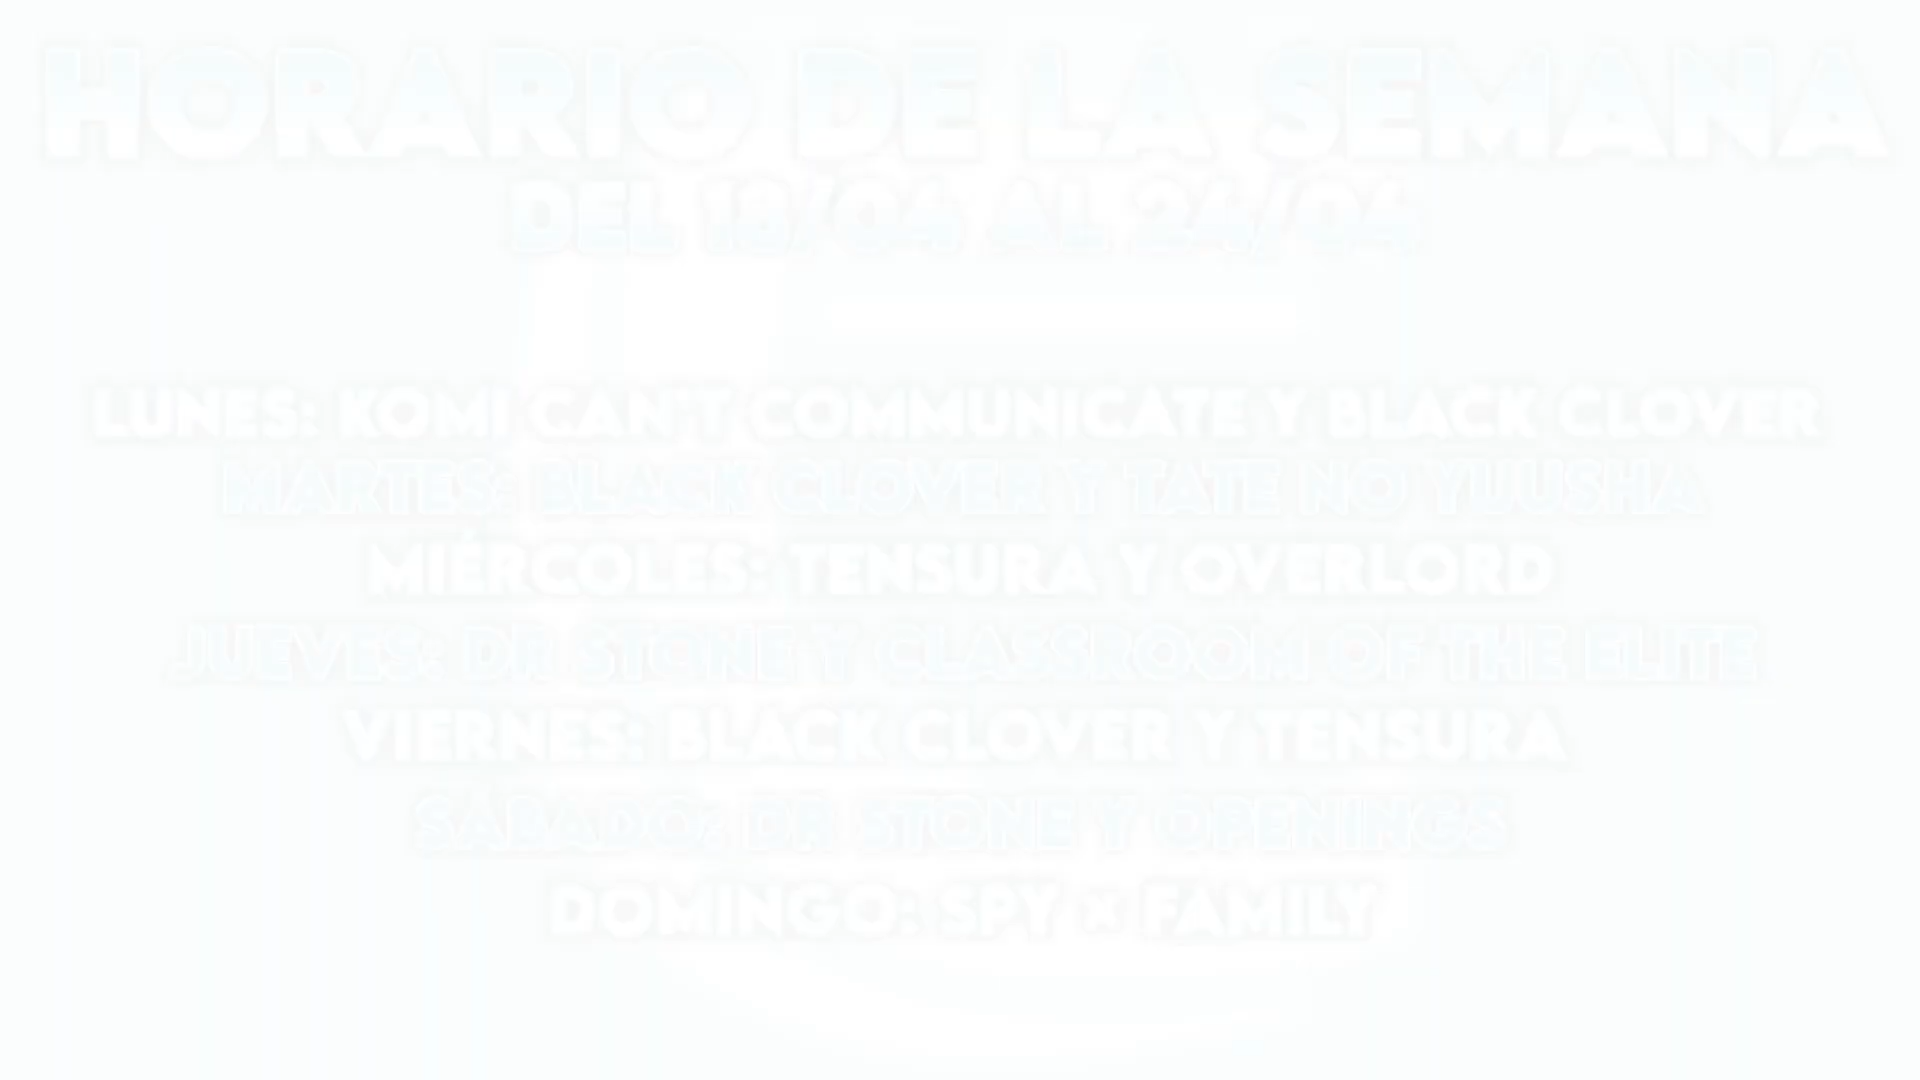 HORARIO DE LA SEMANA
DEL 18/04 AL 24/04
LUNES: KOMI CAN'T COMMUNICATE Y BLACK CLOVER
MARTES: BLACK CLOVER Y TATE NO YUUSHA
MIÉRCOLES: TENSURA Y OVERLORD
JUEVES: DR STONE Y CLASSROOM OF THE ELITE
VIERNES: BLACK CLOVER Y TENSURA
SABADO: DR STONE Y OPENINGS
DOMINGO: SPY × FAMILY